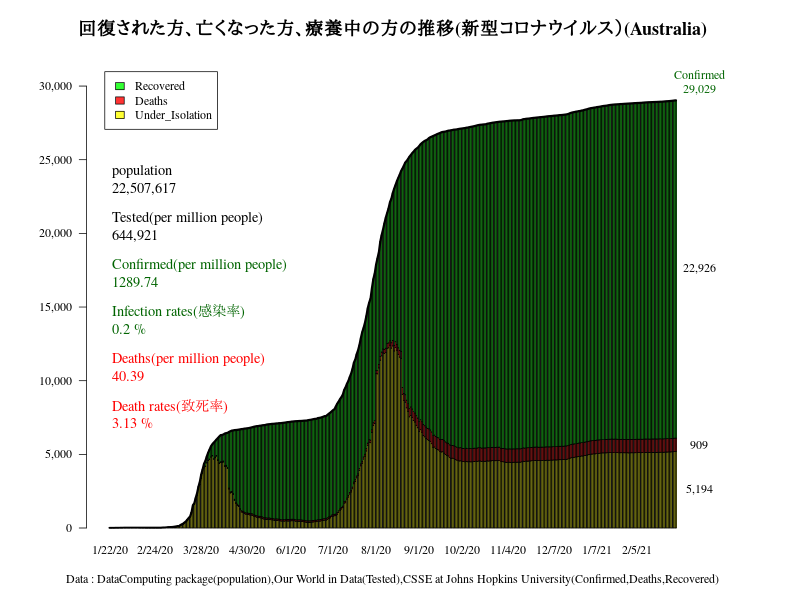 回復された方、亡くなった方、療養中の方の推移(新型コロナウイルス）(Australia)
Confirmed
29,029
Recovered
Deaths
Under_Isolation
population
22,507,617
Tested(per million people)
644,921
Confirmed(per million people)
1289.74
Infection rates(感染率)
0.2 %
Deaths(per million people)
40.39
Death rates(致死率)
3.13 %
30,000
25,000
20,000
15,000
10,000
5,000
0
22,926
909
5,194
1/22/20 2/24/20 3/28/20 4/30/20 6/1/20 7/1/20 8/1/20 9/1/20 10/2/20 11/4/20 12/7/20 1/7/21 2/5/21
Data : DataComputing package(population),Our World in Data(Tested),CSSE at Johns Hopkins University(Confirmed,Deaths,Recovered)